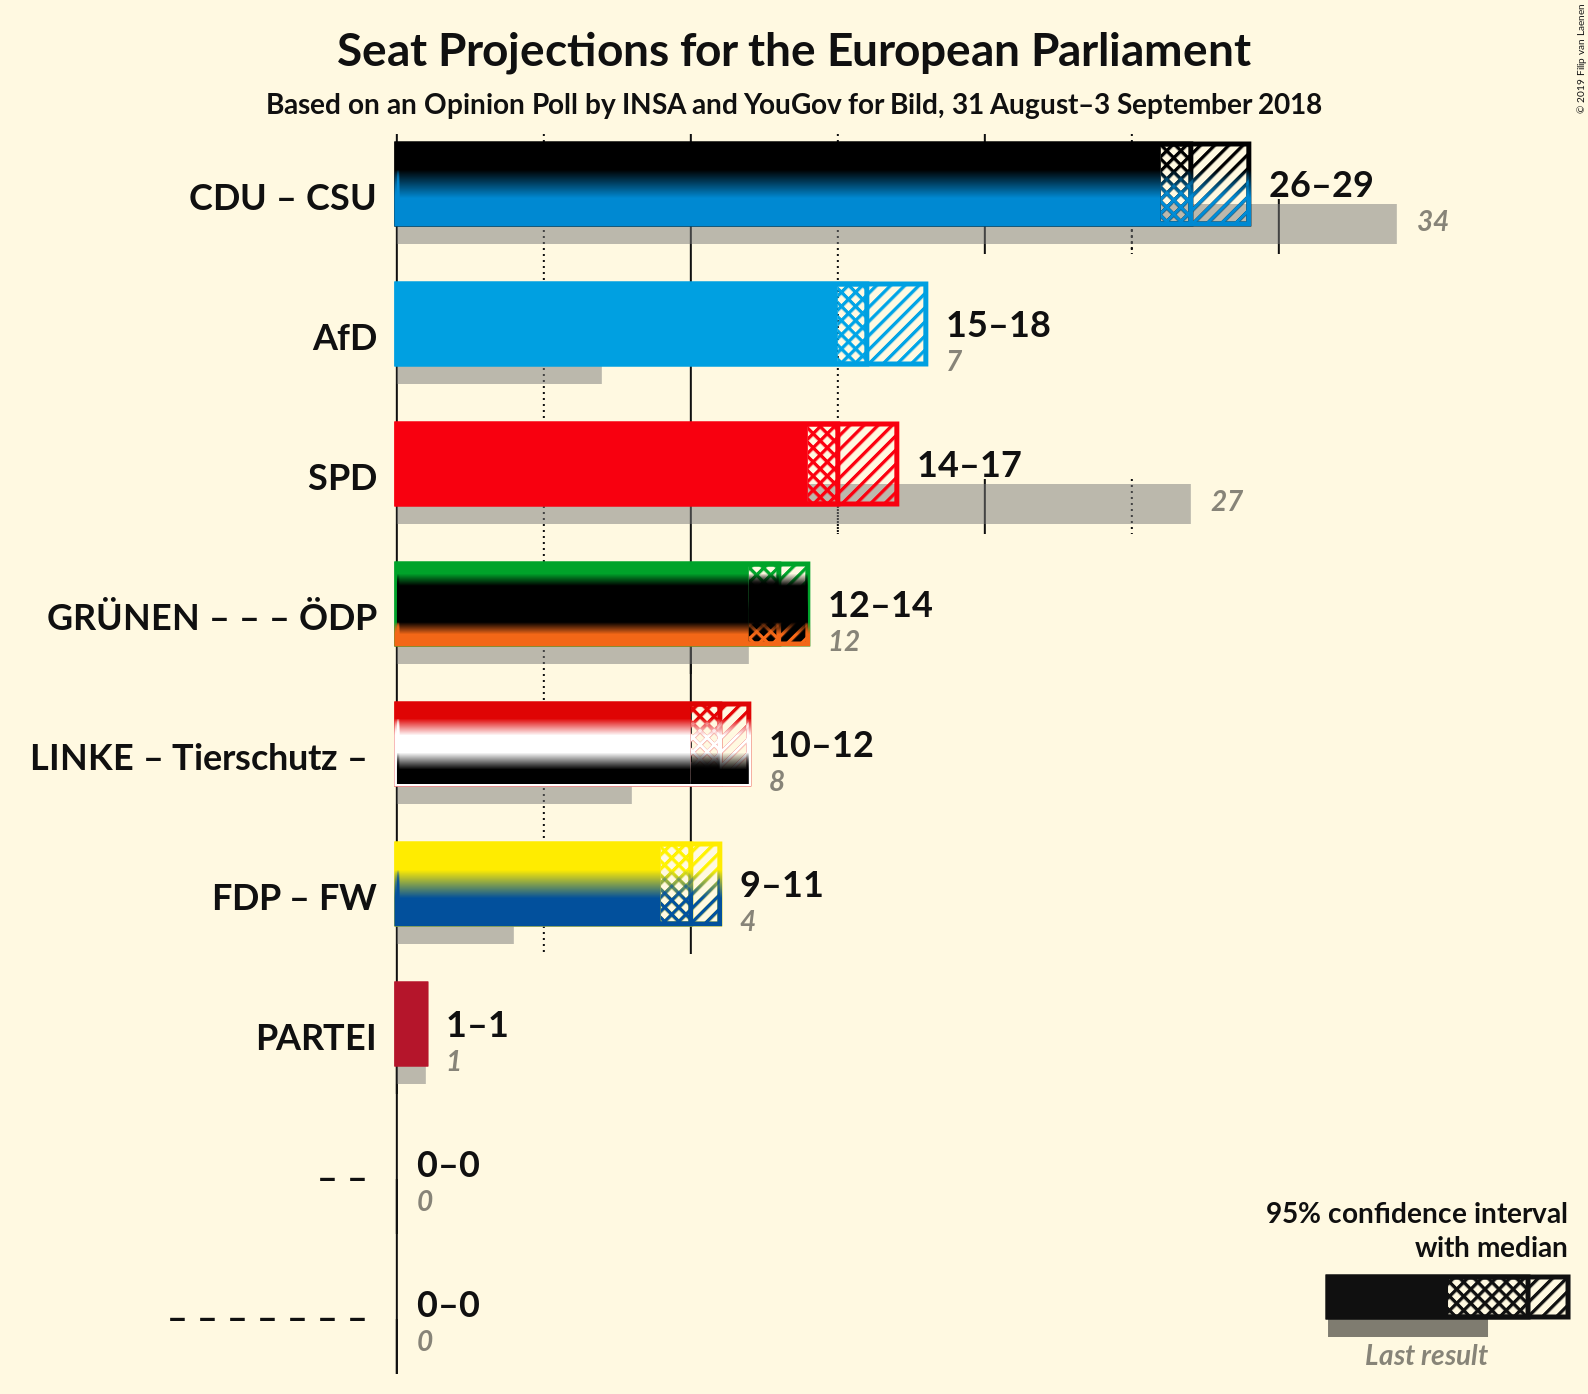 Seat Projections for the European Parliament
Based on an Opinion Poll by INSA and YouGov for Bild, 31 August–3 September 2018
© 2019 Filip van Laenen
CDU – CSU
26–29
34
AfD
15–18
7
SPD
14–17
27
GRÜNEN – – – ÖDP
12–14
12
LINKE – Tierschutz –
10–12
8
FDP – FW
9–11
4
PARTEI
1–1
1
– –
0–0
0
– – – – – – –
0–0
0
95% confidence interval
with median
Last result